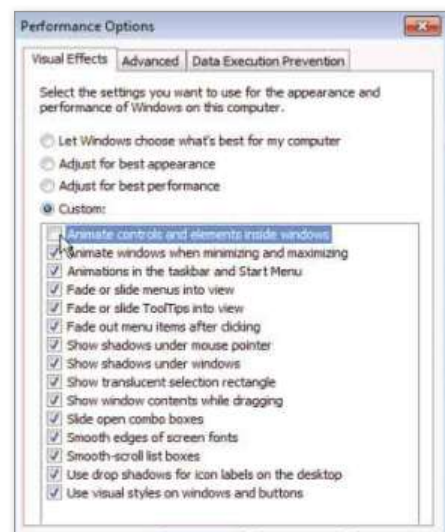 Performance Options
Visual Effects
Advanced
Data Execution Prevention
Select the settings you want to use for the appearance and
performance of Windows on this computer.
Let Windows choose what's best for my computer
Adjust for best appearance
Adjust for best performance
Custom:
Animate controls and elements inside windows
Animate windows when minimizing and maximizing
Animations in the taskbar and Start Menu
Fade or slide menus into view
Fade or slide ToolTips into view
Fade out menu items after clicking
Show shadows under mouse pointer
Show shadows under windows
Show translucent selection rectangle
Show window contents while dragging
Slide open combo boxes
Smooth edges of screen fonts
Smooth-scroll list boxes
Use drop shadows for icon labels on the desktop
Use visual styles on windows and buttons